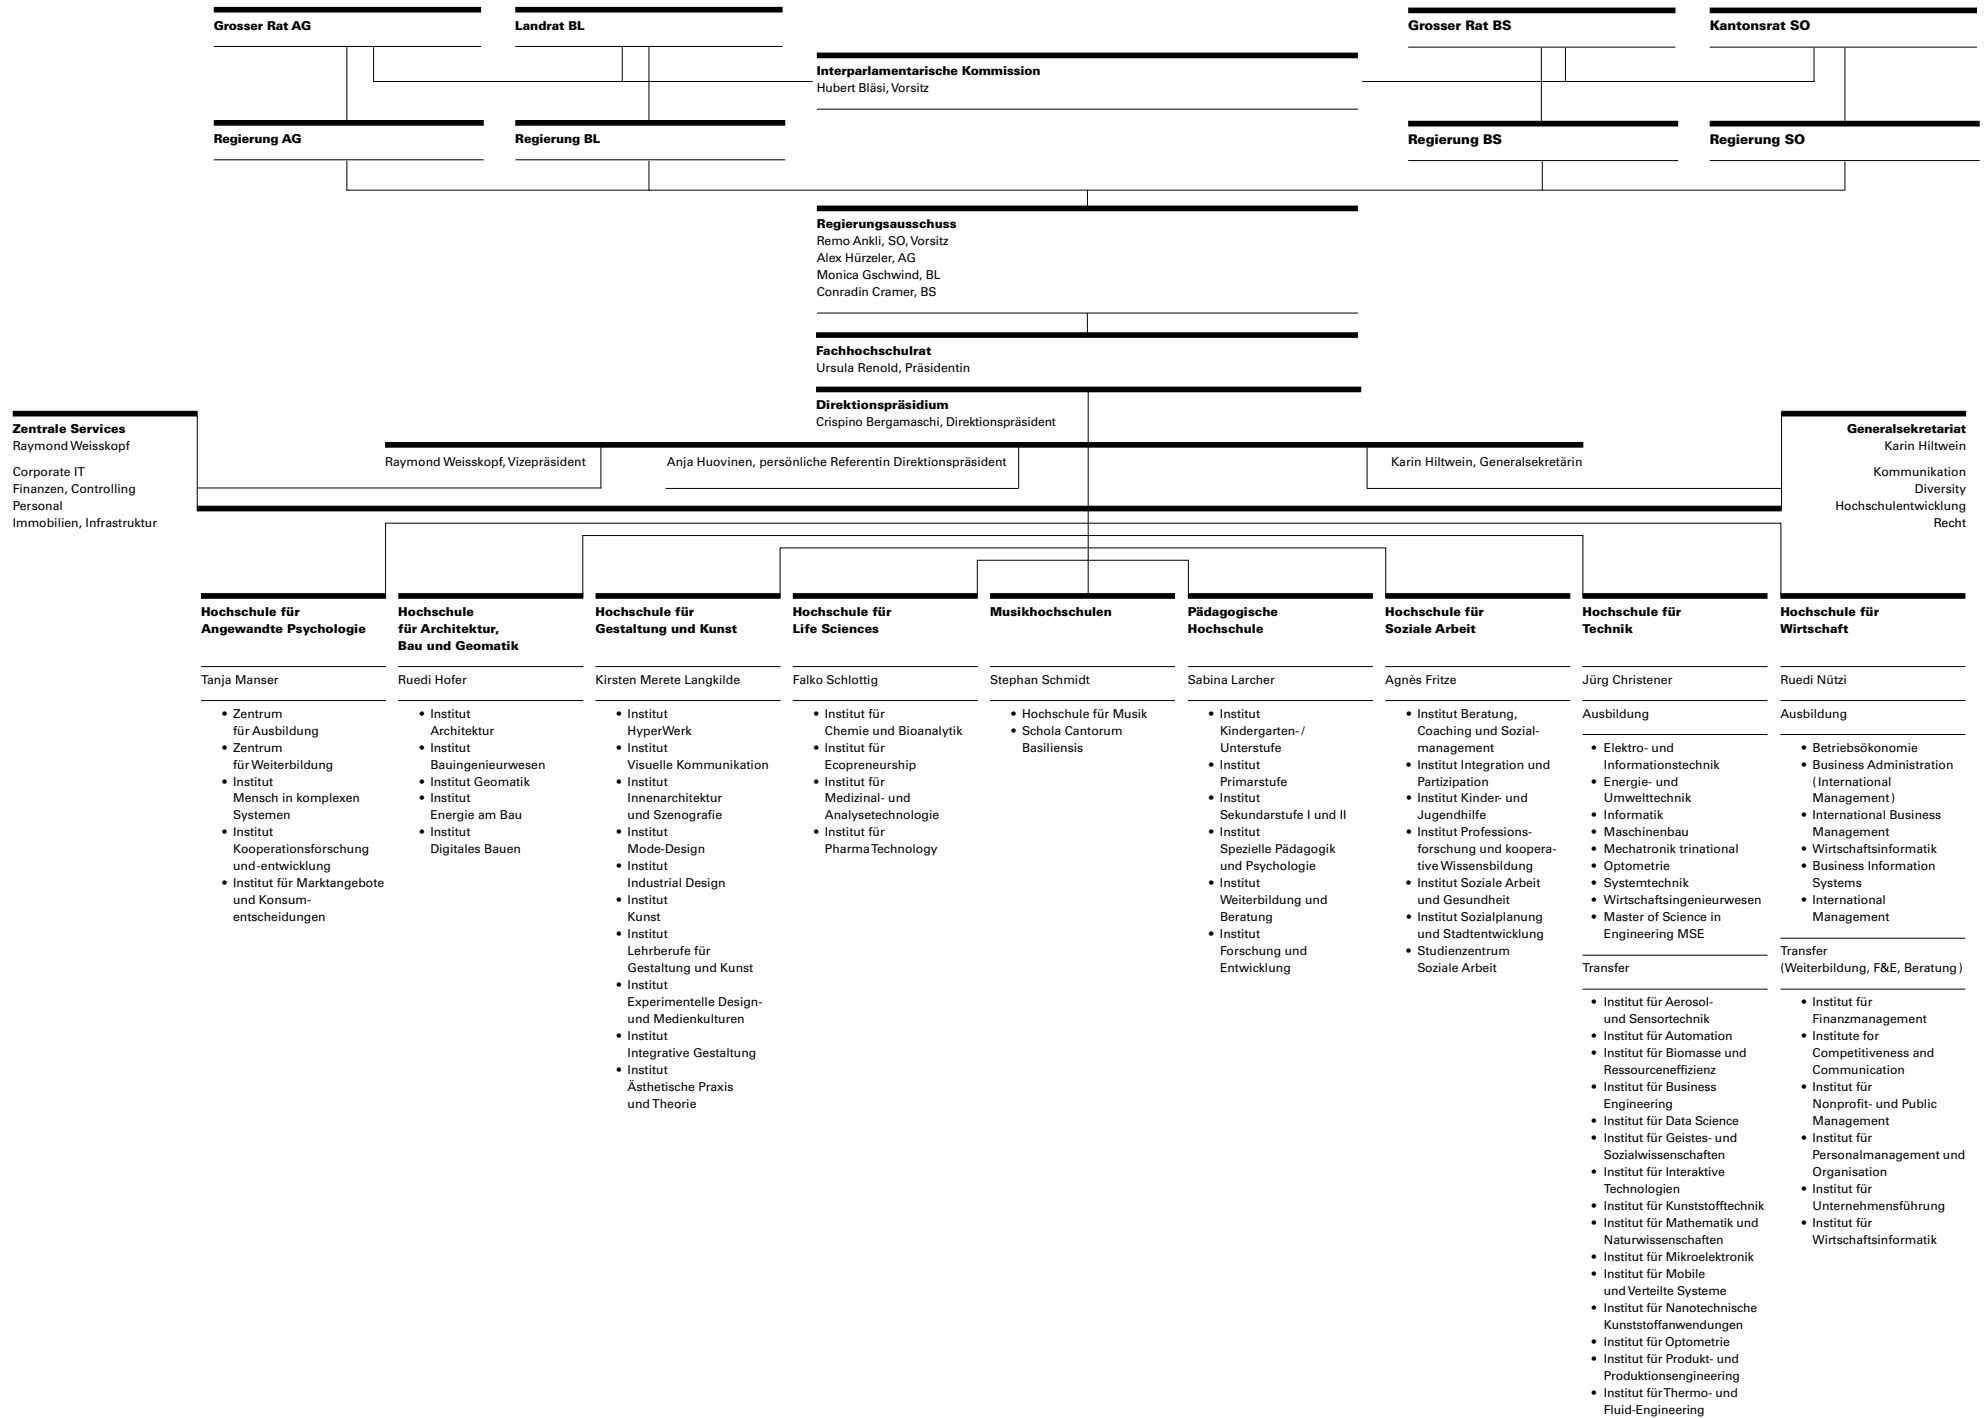 Grosser Rat AG
Landrat BL
Grosser Rat BS
Kantonsrat SO
Interparlamentarische Kommission
Hubert Bläsi, Vorsitz
Regierung AG
Regierung BL
Regierung BS
Regierung SO
Regierungsausschuss
Remo Ankli, SO, Vorsitz
Alex Hürzeler, AG
Monica Gschwind, BL
Conradin Cramer, BS
Fachhochschulrat
Ursula Renold, Präsidentin
Direktionspräsidium
Crispino Bergamaschi, Direktionspräsident
Zentrale Services
Raymond Weisskopf
Corporate IT
Finanzen, Controlling
Personal
Immobilien, Infrastruktur
Raymond Weisskopf, Vizepräsident
Anja Huovinen, persönliche Referentin Direktionspräsident
Karin Hiltwein, Generalsekretärin
Generalsekretariat
Karin Hiltwein
Kommunikation
Diversity
Hochschulentwicklung
Recht
Hochschule für
Angewandte Psychologie
Tanja Manser
• Zentrum
für Ausbildung
• Zentrum
für Weiterbildung
• Institut
Mensch in komplexen
Systemen
• Institut
Kooperationsforschung
und -entwicklung
• Institut für Marktangebote
und Konsum-
entscheidungen
Hochschule
für Architektur,
Bau und Geomatik
Ruedi Hofer
• Institut
Architektur
• Institut
Bauingenieurwesen
• Institut Geomatik
• Institut
Energie am Bau
• Institut
Digitales Bauen
Hochschule für
Gestaltung und Kunst
Kirsten Merete Langkilde
• Institut
HyperWerk
• Institut
Visuelle Kommunikation
• Institut
Innenarchitektur
und Szenografie
• Institut
Mode-Design
• Institut
Industrial Design
• Institut
Kunst
• Institut
Lehrberufe für
Gestaltung und Kunst
• Institut
Experimentelle Design-
und Medienkulturen
• Institut
Integrative Gestaltung
• Institut
Ästhetische Praxis
und Theorie
Hochschule für
Life Sciences
Falko Schlottig
• Institut für
Chemie und Bioanalytik
• Institut für
Ecopreneurship
• Institut für
Medizinal- und
Analysetechnologie
• Institut für
Pharma Technology
Musikhochschulen
Stephan Schmidt
• Hochschule für Musik
• Schola Cantorum
Basiliensis
Pädagogische
Hochschule
Sabina Larcher
• Institut
Kindergarten- /
Unterstufe
• Institut
Primarstufe
• Institut
Sekundarstufe I und II
• Institut
Spezielle Pädagogik
und Psychologie
• Institut
Weiterbildung und
Beratung
• Institut
Forschung und
Entwicklung
Hochschule für
Soziale Arbeit
Agnès Fritze
• Institut Beratung,
Coaching und Sozial-
management
• Institut Integration und
Partizipation
• Institut Kinder- und
Jugendhilfe
• Institut Professions-
forschung und koopera-
tive Wissensbildung
• Institut Soziale Arbeit
und Gesundheit
• Institut Sozialplanung
und Stadtentwicklung
• Studienzentrum
Soziale Arbeit
Hochschule für
Technik
Jürg Christener
Ausbildung
• Elektro- und
Informationstechnik
• Energie- und
Umwelttechnik
• Informatik
• Maschinenbau
• Mechatronik trinational
• Optometrie
• Systemtechnik
• Wirtschaftsingenieurwesen
• Master of Science in
Engineering MSE
Transfer
• Institut für Aerosol-
und Sensortechnik
• Institut für Automation
• Institut für Biomasse und
Ressourceneffizienz
• Institut für Business
Engineering
• Institut für Data Science
• Institut für Geistes- und
Sozialwissenschaften
• Institut für Interaktive
Technologien
• Institut für Kunststofftechnik
• Institut für Mathematik und
Naturwissenschaften
• Institut für Mikroelektronik
• Institut für Mobile
und Verteilte Systeme
• Institut für Nanotechnische
Kunststoffanwendungen
• Institut für Optometrie
• Institut für Produkt- und
Produktionsengineering
• Institut für Thermo- und
Fluid-Engineering
Hochschule für
Wirtschaft
Ruedi Nützi
Ausbildung
• Betriebsökonomie
• Business Administration
(International
Management)
• International Business
Management
• Wirtschaftsinformatik
• Business Information
Systems
• International
Management
Transfer
(Weiterbildung, F&E, Beratung)
• Institut für
Finanzmanagement
• Institute for
Competitiveness and
Communication
• Institut für
Nonprofit- und Public
Management
• Institut für
Personalmanagement und
Organisation
• Institut für
Unternehmensführung
• Institut für
Wirtschaftsinformatik